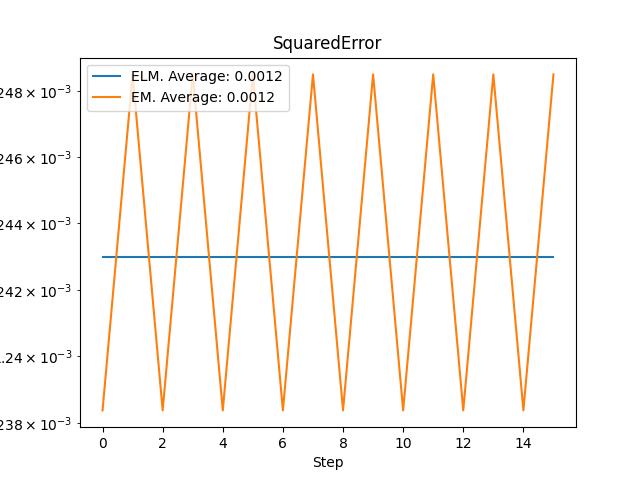 SquaredError
ELM. Average: 0.0012
EM. Average: 0.0012
248 × 10⁻³
246 × 10⁻³
244 × 10⁻³
242 × 10⁻³
.24 × 10⁻³
238 × 10⁻³
0 2 4 6 8 10 12 14
Step